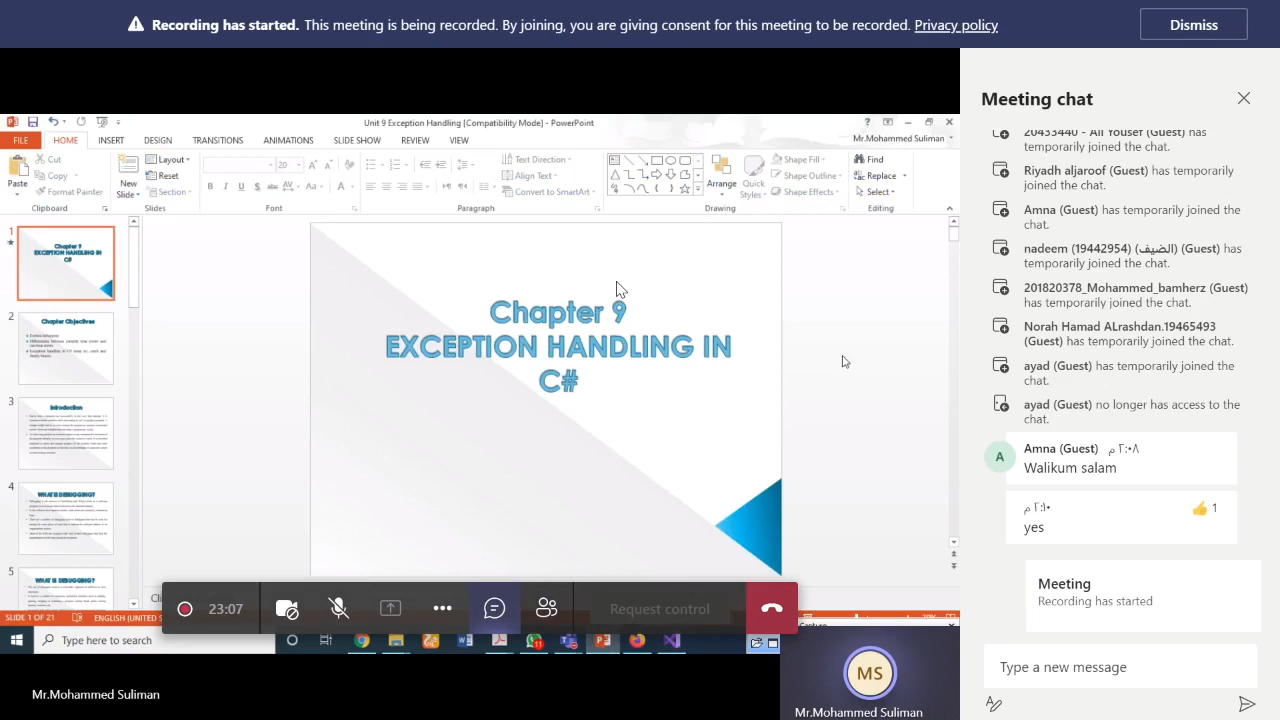 Recording has started. This meeting is being recorded. By joining, you are giving consent for this meeting to be recorded. Privacy policy
Dismiss
Unit 9 Exception Handling [Compatibility Mode] - PowerPoint
FILE HOME INSERT DESIGN TRANSITIONS ANIMATIONS SLIDE SHOW REVIEW VIEW
Mr.Mohammed Suliman
Paste
Cut
Copy
Format Painter
Clipboard
New
Slide
Layout
Reset
Section
Slides
20
Font
Text Direction
Align Text
Convert to SmartArt
Paragraph
Arrange
Quick
Styles
Shape Fill
Shape Outline
Shape Effects
Drawing
Find
Replace
Select
Editing
1
Chapter 9
EXCEPTION HANDLING IN
C#
2
Chapter Objectives
3
Introduction
4
WHAT IS DEBUGGING?
5
WHAT IS DEBUGGING?
Chapter 9
EXCEPTION HANDLING IN
C#
SLIDE 1 OF 21
ENGLISH (UNITED S
23:07
Request control
Type here to search
11
Mr.Mohammed Suliman
MS
Mr.Mohammed Suliman
Meeting chat
20433440 - Ali Yousef (Guest) has
temporarily joined the chat.
Riyadh aljaroof (Guest) has temporarily
joined the chat.
Amna (Guest) has temporarily joined the
chat.
nadeem (19442954) (الضيف) (Guest) has
temporarily joined the chat.
201820378_Mohammed_bamherz (Guest)
has temporarily joined the chat.
Norah Hamad ALrashdan.19465493
(Guest) has temporarily joined the chat.
ayad (Guest) has temporarily joined the
chat.
ayad (Guest) no longer has access to the
chat.
A
Amna (Guest) ٢:٠٨ م
Walikum salam
٢:١٠ م
1
yes
Meeting
Recording has started
Type a new message